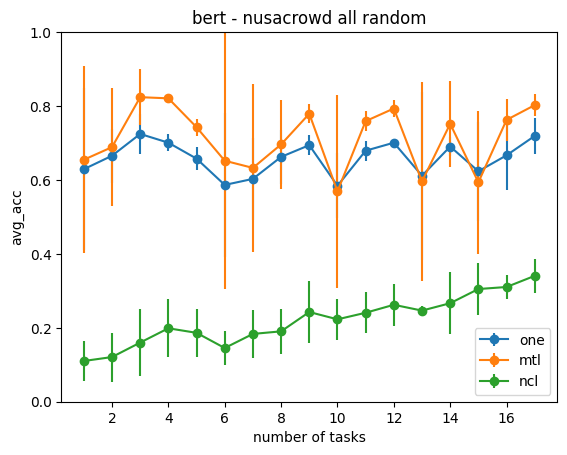 bert - nusacrowd all random
1.0
0.8
0.6
0.4
0.2
0.0
avg_acc
2 4 6 8 10 12 14 16
number of tasks
one
mtl
ncl